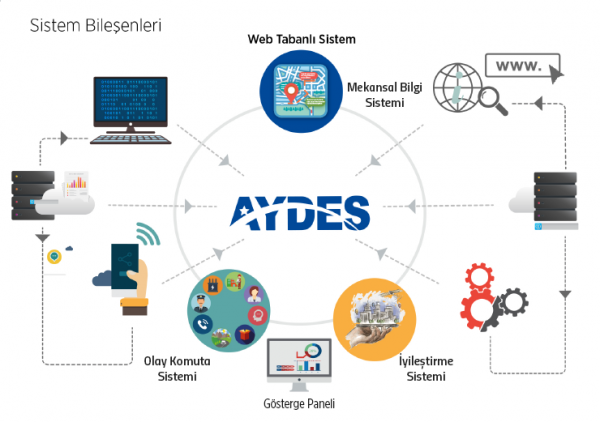 Sistem Bileşenleri
Web Tabanlı Sistem
www.
Mekansal Bilgi
Sistemi
AYDES
Olay Komuta
Sistemi
İyileştirme
Sistemi
Gösterge Paneli